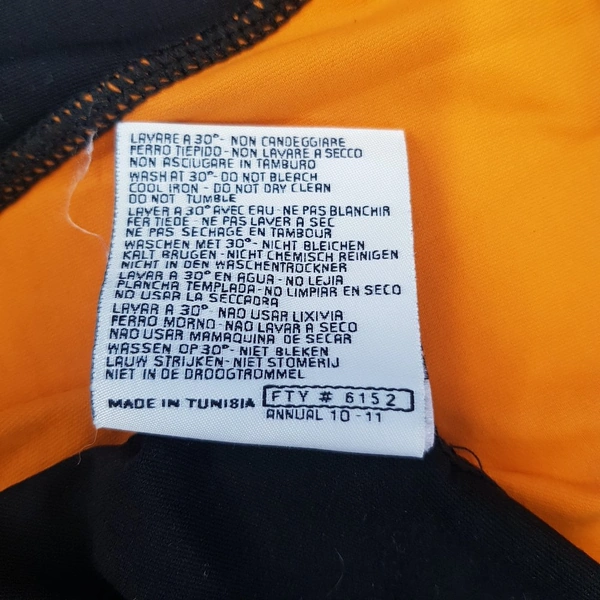 LAVARE A 30°- NON CANDEGGIARE
FERRO TIEPIDO - NON LAVARE A SECCO
NON ASCIUGARE IN TAMBURO
WASH AT 30°- DO NOT BLEACH
COOL IRON - DO NOT DRY CLEAN
DO NOT TUMBLE
LAVER A 30° AVEC EAU - NE PAS BLANCHIR
FER TIEDE - NE PAS LAVER A SEC
NE PAS SECHAGE EN TAMBOUR
WASCHEN MET 30°- NICHT BLEICHEN
KALT BRUGEN - NICHT CHEMISCH REINIGEN
NICHT IN DEN WASCHENTROCKNER
LAVAR A 30° EN AGUA - NO LEJIA
PLANCHA TEMPLADA - NO LIMPIAR EN SECO
NO USAR LA SECCADRA
LAVAR A 30°- NAO USAR LIXIVIA
FERRO MORNO - NAO LAVAR A SECO
NAO USAR MAMAQUINA DE SECAR
WASSEN OP 30°- NIET BLEKEN
LAUW STRIJKEN - NIET STOMERIJ
NIET IN DE DROOGTROMMEL
MADE IN TUNISIA FTY # 6152
ANNUAL 10 - 11